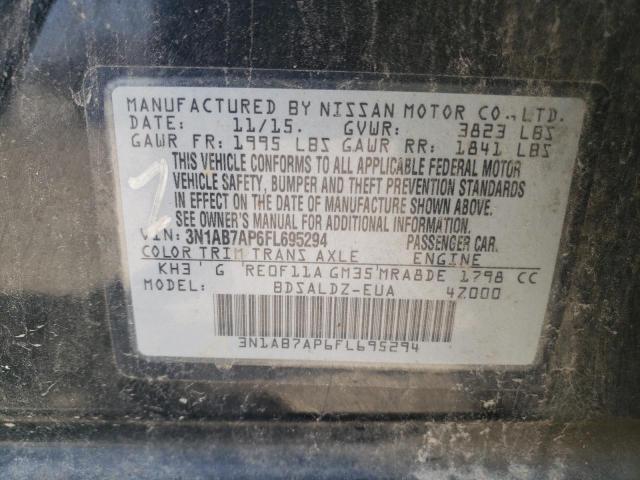 MANUFACTURED BY NISSAN MOTOR CO., LTD.
DATE: 11/15. GVWR: 3823 LBS
GAWR FR: 1995 LBS GAWR RR: 1841 LBS
THIS VEHICLE CONFORMS TO ALL APPLICABLE FEDERAL MOTOR
VEHICLE SAFETY, BUMPER AND THEFT PREVENTION STANDARDS
IN EFFECT ON THE DATE OF MANUFACTURE SHOWN ABOVE.
SEE OWNER'S MANUAL FOR ADDITIONAL INFORMATION.
VIN: 3N1AB7AP6FL695294 PASSENGER CAR.
COLOR TRIM TRANS AXLE ENGINE
KH3 G RE0F11A GM35 MRA8DE 1798 CC
MODEL: BDSALDZ-EUA 47000
3N1AB7AP6FL695294